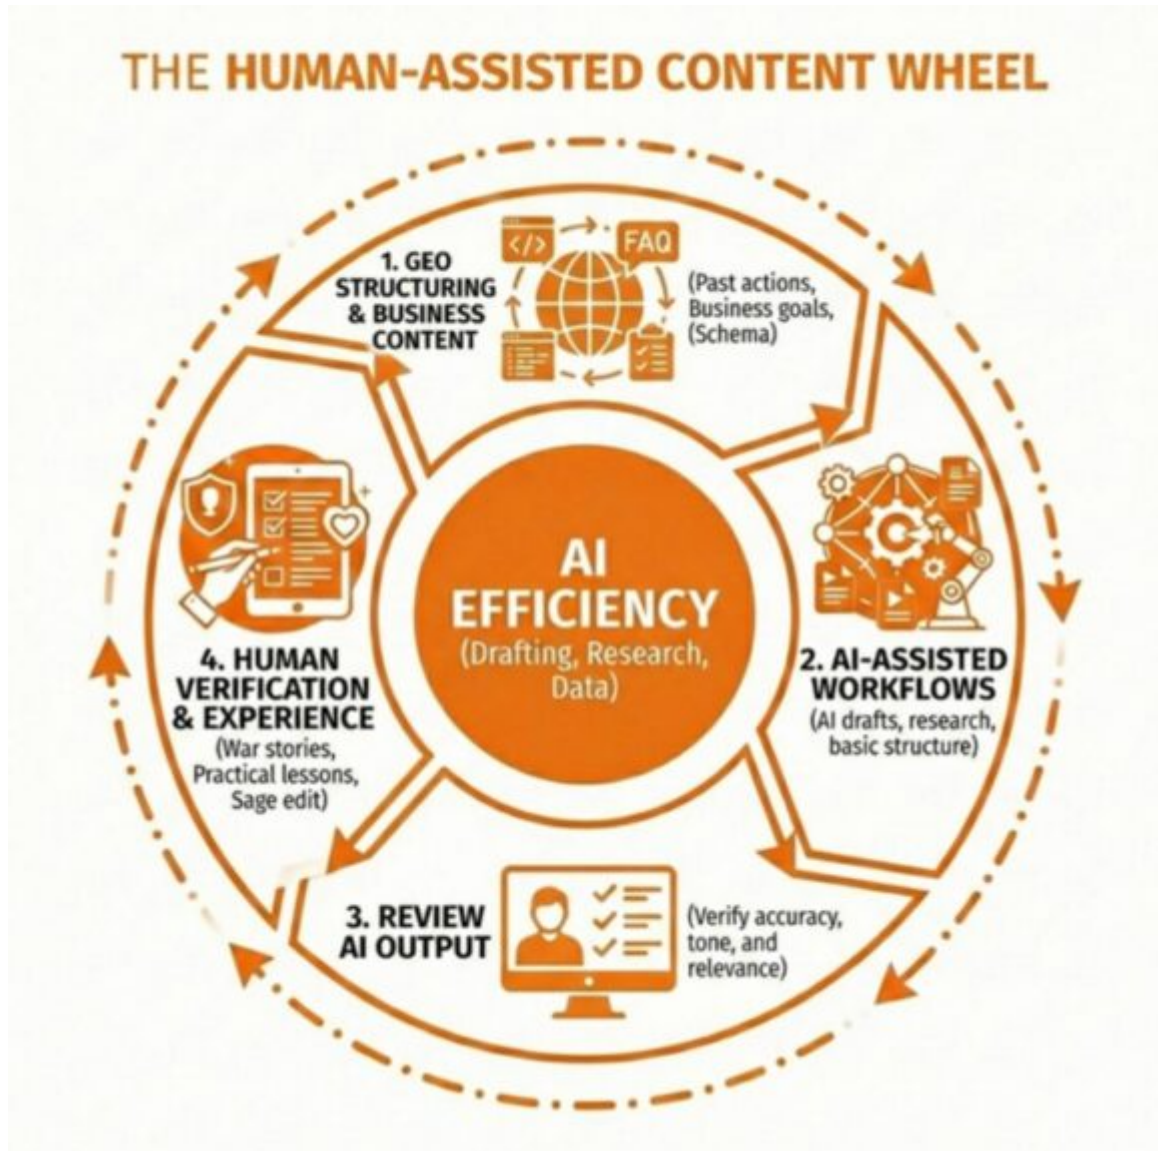 THE HUMAN-ASSISTED CONTENT WHEEL
1. GEO
STRUCTURING
& BUSINESS
CONTENT
</>
FAQ
(Past actions,
Business goals,
(Schema)
2. AI-ASSISTED
WORKFLOWS
(AI drafts, research,
basic structure)
3. REVIEW
AI OUTPUT
(Verify accuracy,
tone, and
relevance)
4. HUMAN
VERIFICATION
& EXPERIENCE
(War stories,
Practical lessons,
Sage edit)
AI
EFFICIENCY
(Drafting, Research,
Data)